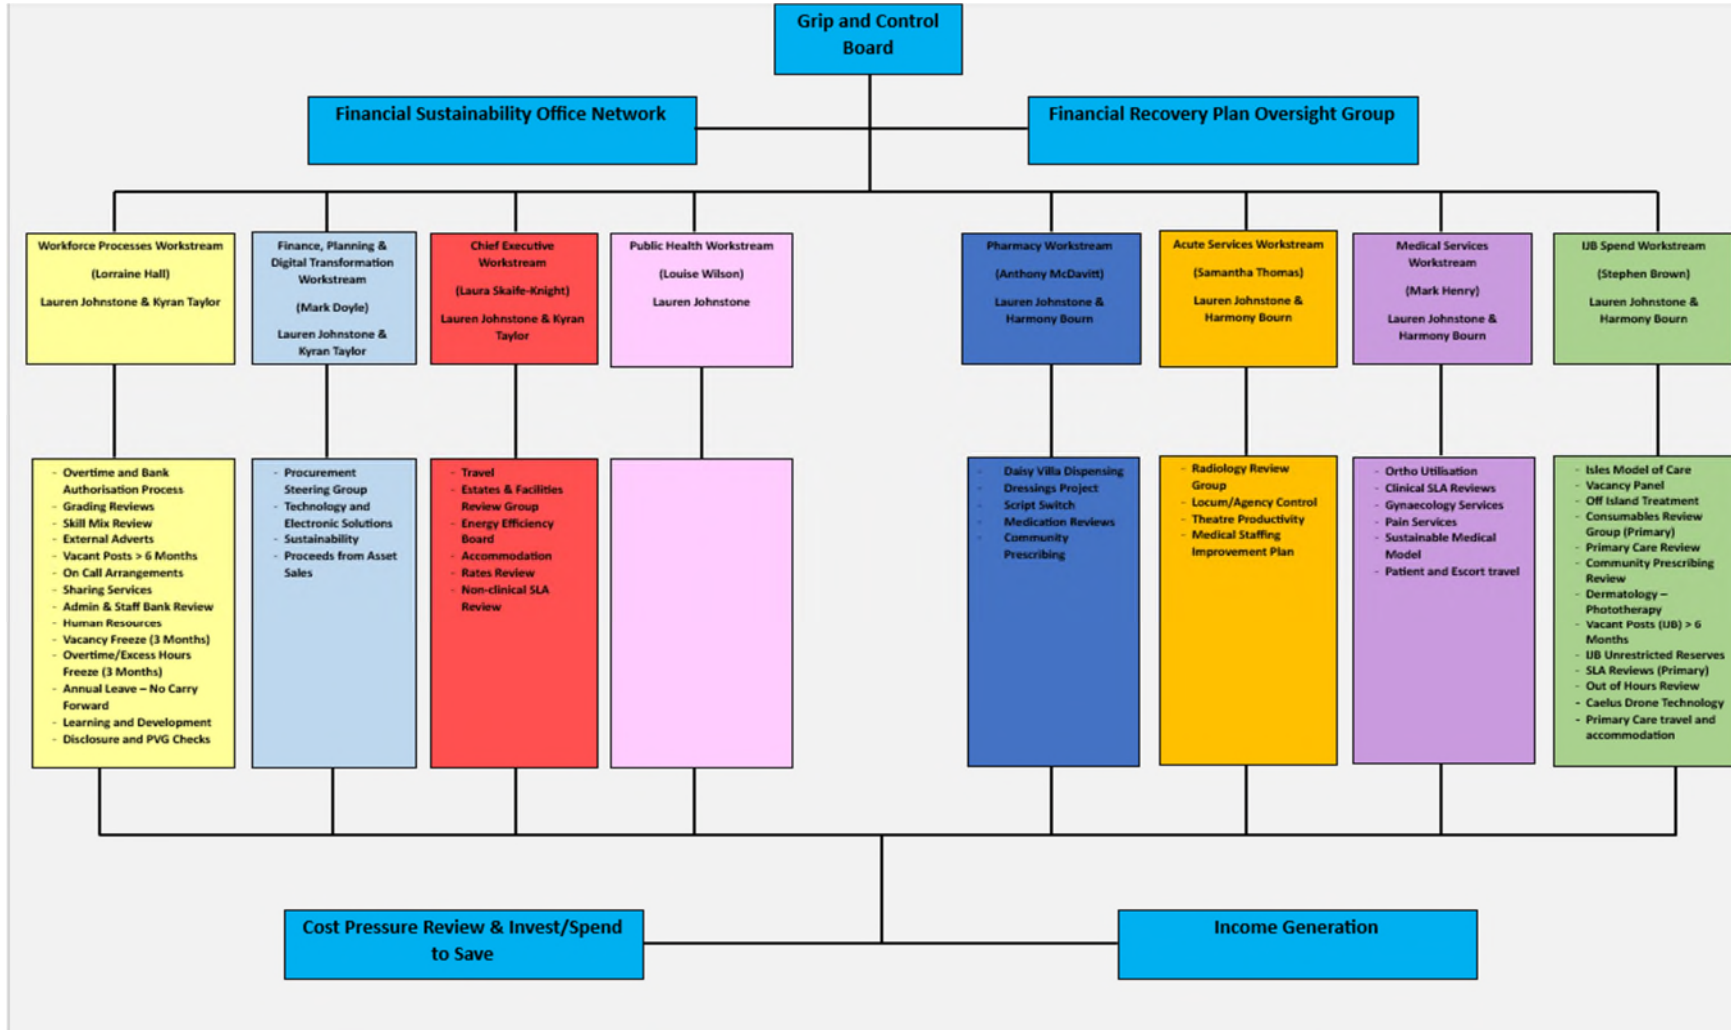 Grip and Control
Board
Financial Sustainability Office Network
Financial Recovery Plan Oversight Group
Workforce Processes Workstream
(Lorraine Hall)
Lauren Johnstone & Kyran Taylor
Finance, Planning &
Digital Transformation
Workstream
(Mark Doyle)
Lauren Johnstone &
Kyran Taylor
Chief Executive
Workstream
(Laura Skaife-Knight)
Lauren Johnstone & Kyran
Taylor
Public Health Workstream
(Louise Wilson)
Lauren Johnstone
Pharmacy Workstream
(Anthony McDavitt)
Lauren Johnstone &
Harmony Bourn
Acute Services Workstream
(Samantha Thomas)
Lauren Johnstone &
Harmony Bourn
Medical Services
Workstream
(Mark Henry)
Lauren Johnstone &
Harmony Bourn
IJB Spend Workstream
(Stephen Brown)
Lauren Johnstone &
Harmony Bourn
- Overtime and Bank
Authorisation Process
- Grading Reviews
- Skill Mix Review
- External Adverts
- Vacant Posts > 6 Months
- On Call Arrangements
- Sharing Services
- Admin & Staff Bank Review
- Human Resources
- Vacancy Freeze (3 Months)
- Overtime/Excess Hours
Freeze (3 Months)
- Annual Leave – No Carry
Forward
- Learning and Development
- Disclosure and PVG Checks
- Procurement
Steering Group
- Technology and
Electronic Solutions
- Sustainability
- Proceeds from Asset
Sales
- Travel
- Estates & Facilities
Review Group
- Energy Efficiency
Board
- Accommodation
- Rates Review
- Non-clinical SLA
Review
- Daisy Villa Dispensing
- Dressings Project
- Script Switch
- Medication Reviews
- Community
Prescribing
- Radiology Review
Group
- Locum/Agency Control
- Theatre Productivity
- Medical Staffing
Improvement Plan
- Ortho Utilisation
- Clinical SLA Reviews
- Gynaecology Services
- Pain Services
- Sustainable Medical
Model
- Patient and Escort travel
- Isles Model of Care
- Vacancy Panel
- Off Island Treatment
- Consumables Review
Group (Primary)
- Primary Care Review
- Community Prescribing
Review
- Dermatology –
Phototherapy
- Vacant Posts (IJB) > 6
Months
- IJB Unrestricted Reserves
- SLA Reviews (Primary)
- Out of Hours Review
- Caelus Drone Technology
- Primary Care travel and
accommodation
Cost Pressure Review & Invest/Spend
to Save
Income Generation